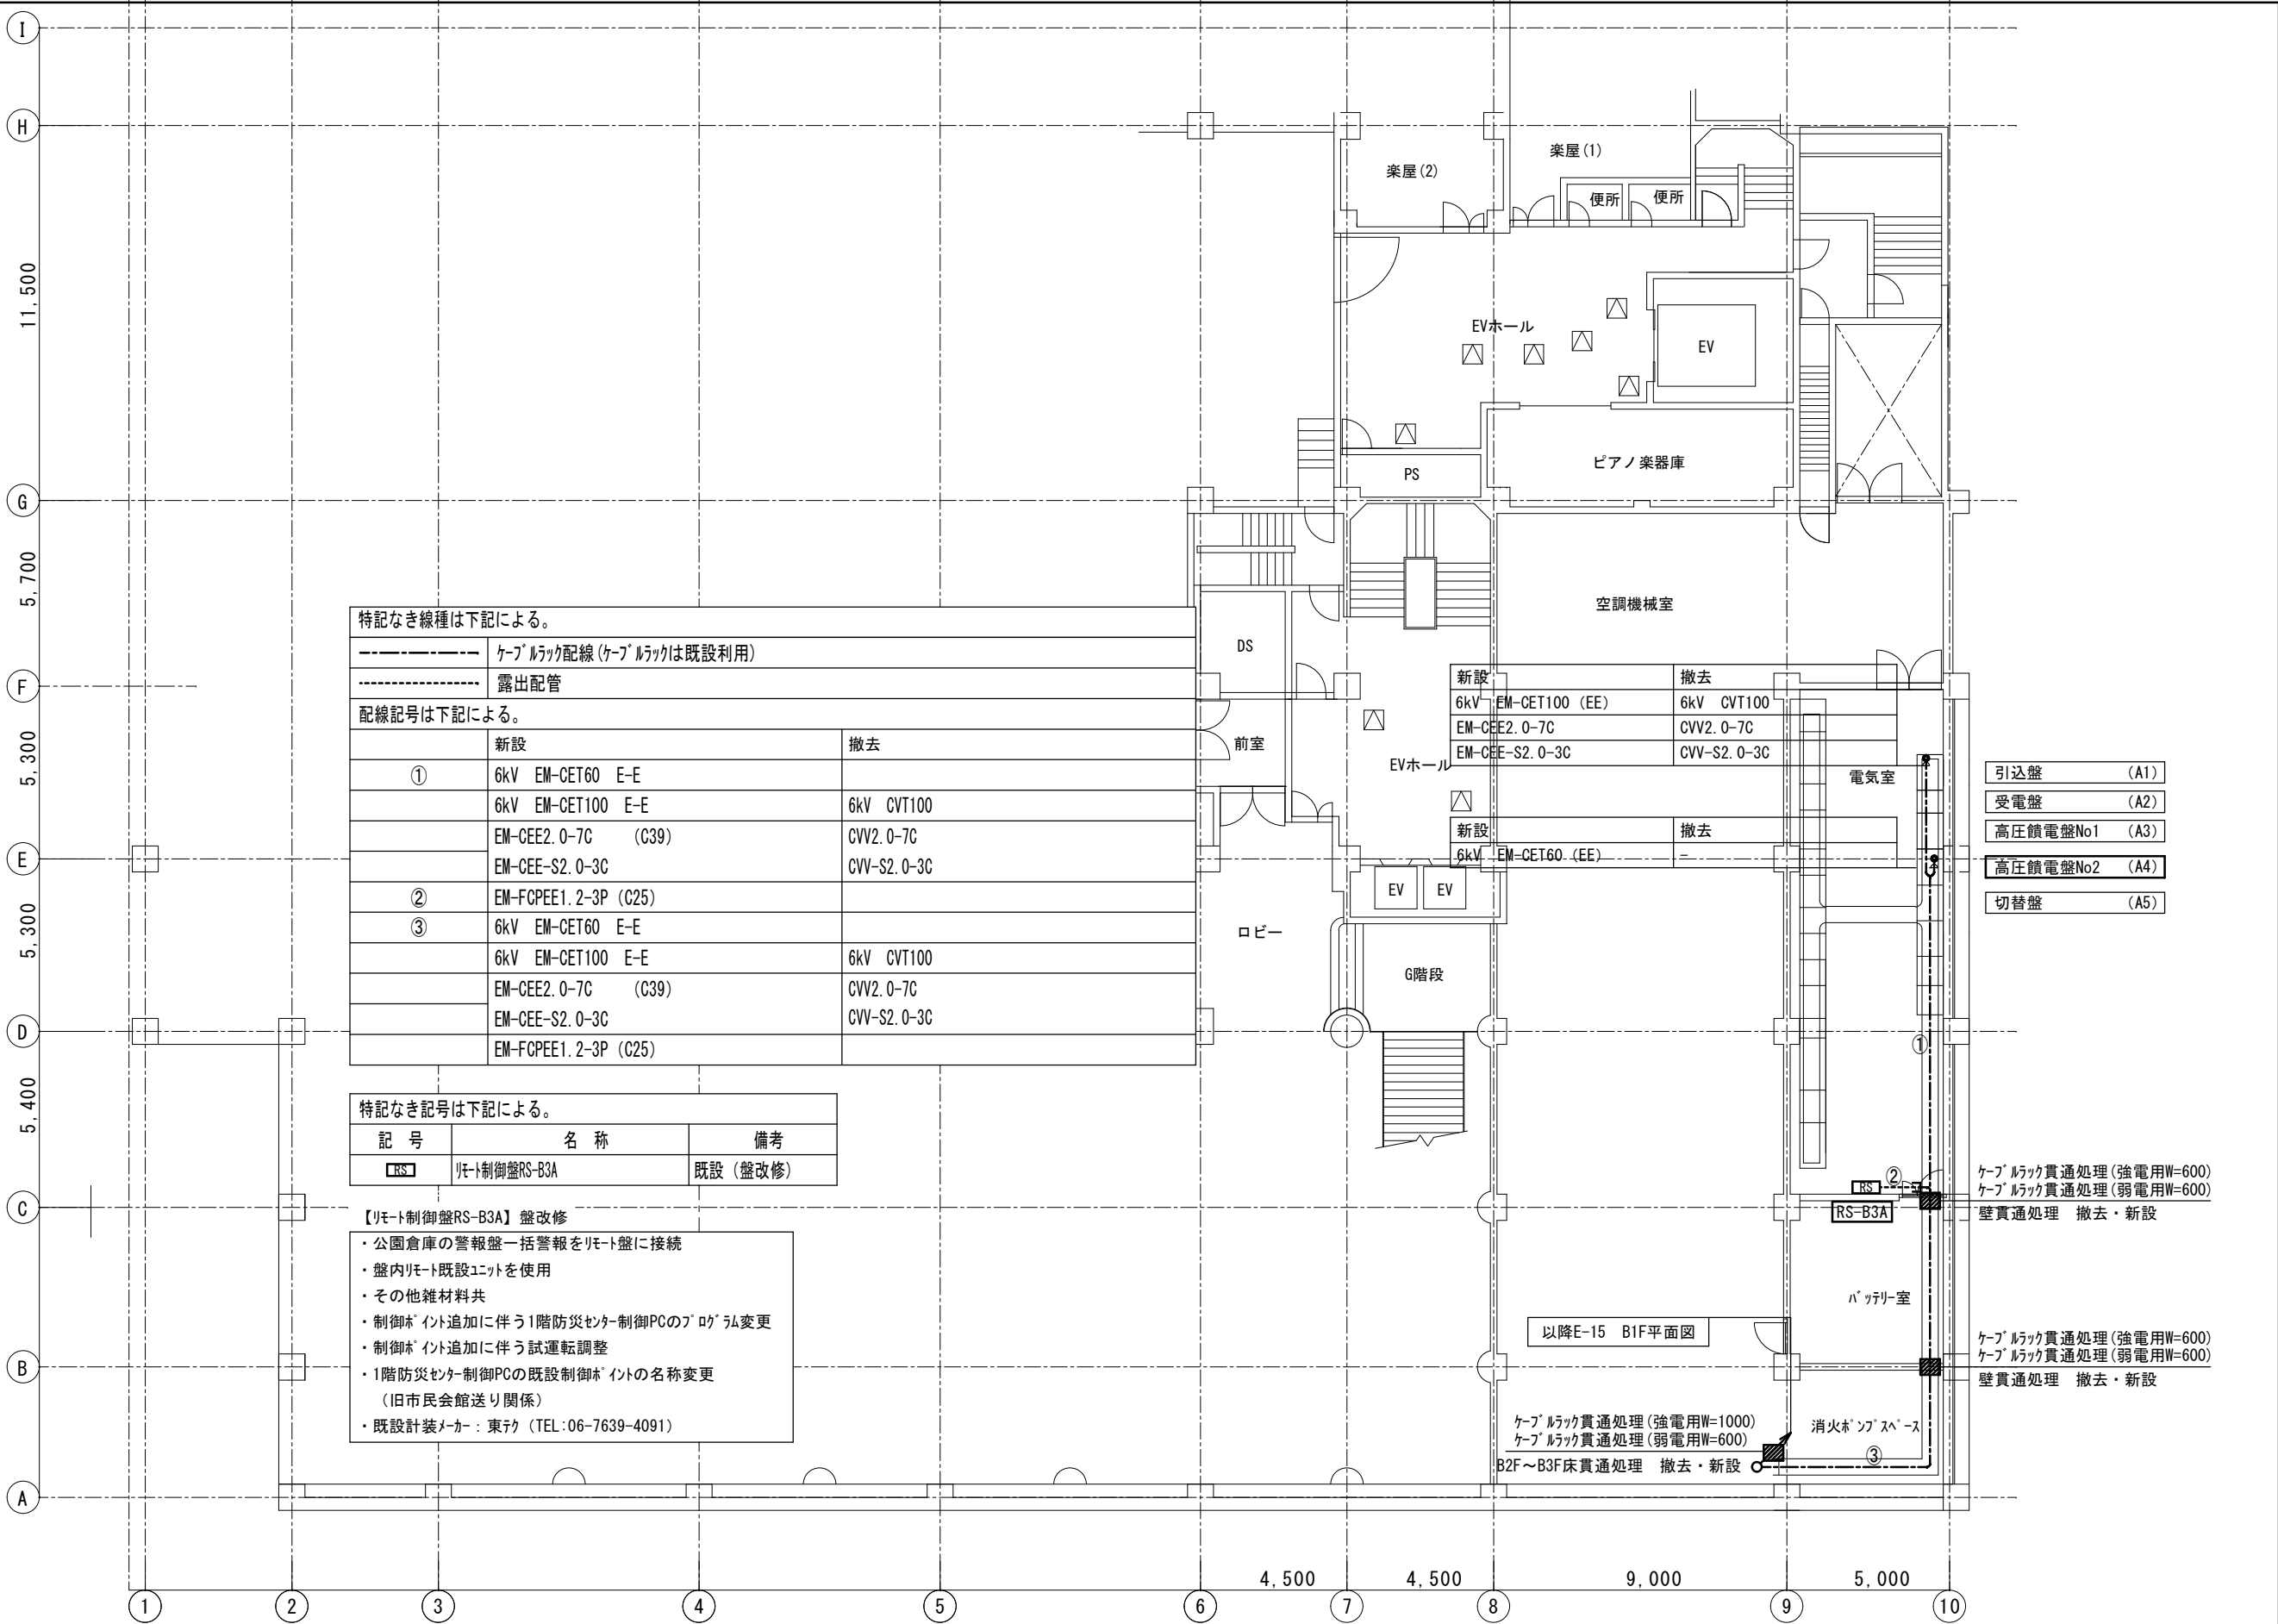 I
H
G
F
E
D
C
B
A
11,500
5,700
5,300
5,300
5,400
楽屋(2)
楽屋(1)
便所
便所
EVホール
EV
PS
ピアノ楽器庫
空調機械室
DS
前室
EVホール
EV
EV
ロビー
G階段
電気室
バッテリー室
消火ポンプスペース
特記なき線種は下記による。
ケーブルラック配線(ケーブルラックは既設利用)
露出配管
配線記号は下記による。
新設 撤去
① 6kV EM-CET60 E-E
6kV EM-CET100 E-E 6kV CVT100
EM-CEE2.0-7C (C39) CVV2.0-7C
EM-CEE-S2.0-3C CVV-S2.0-3C
② EM-FCPEE1.2-3P (C25)
③ 6kV EM-CET60 E-E
6kV EM-CET100 E-E 6kV CVT100
EM-CEE2.0-7C (C39) CVV2.0-7C
EM-CEE-S2.0-3C CVV-S2.0-3C
EM-FCPEE1.2-3P (C25)
特記なき記号は下記による。
記 号 名 称 備考
RS リモート制御盤RS-B3A 既設 (盤改修)
【リモート制御盤RS-B3A】盤改修
・公園倉庫の警報盤一括警報をリモート盤に接続
・盤内リモート既設ユニットを使用
・その他雑材料共
・制御ポイント追加に伴う1階防災センター制御PCのプログラム変更
・制御ポイント追加に伴う試運転調整
・1階防災センター制御PCの既設制御ポイントの名称変更
(旧市民会館送り関係)
・既設計装メーカー：東テク (TEL:06-7639-4091)
新設 撤去
6kV EM-CET100 (EE) 6kV CVT100
EM-CEE2.0-7C CVV2.0-7C
EM-CEE-S2.0-3C CVV-S2.0-3C
新設 撤去
6kV EM-CET60 (EE) -
引込盤 (A1)
受電盤 (A2)
高圧饋電盤No1 (A3)
高圧饋電盤No2 (A4)
切替盤 (A5)
①
②
RS
RS-B3A
ケーブルラック貫通処理(強電用W=600)
ケーブルラック貫通処理(弱電用W=600)
壁貫通処理 撤去・新設
以降E-15 B1F平面図
ケーブルラック貫通処理(強電用W=600)
ケーブルラック貫通処理(弱電用W=600)
壁貫通処理 撤去・新設
ケーブルラック貫通処理(強電用W=1000)
ケーブルラック貫通処理(弱電用W=600)
B2F～B3F床貫通処理 撤去・新設
③
4,500 4,500 9,000 5,000
1 2 3 4 5 6 7 8 9 10